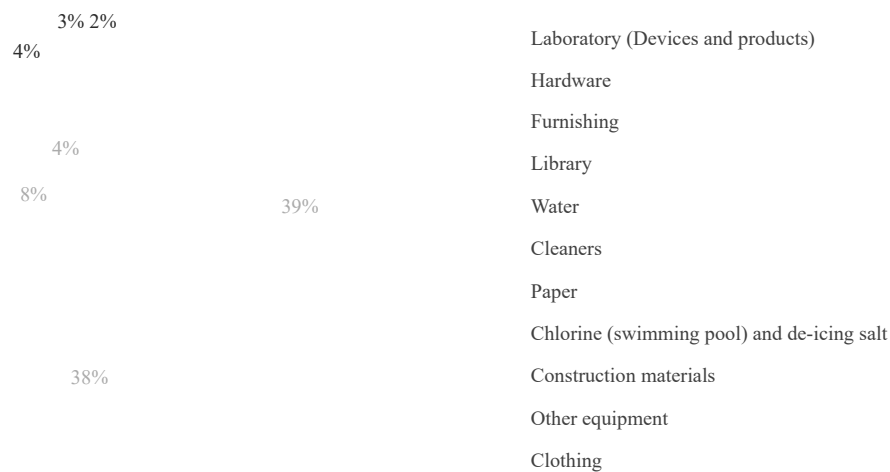 3% 2%
4%
4%
8%
39%
38%
Laboratory (Devices and products)
Hardware
Furnishing
Library
Water
Cleaners
Paper
Chlorine (swimming pool) and de-icing salt
Construction materials
Other equipment
Clothing